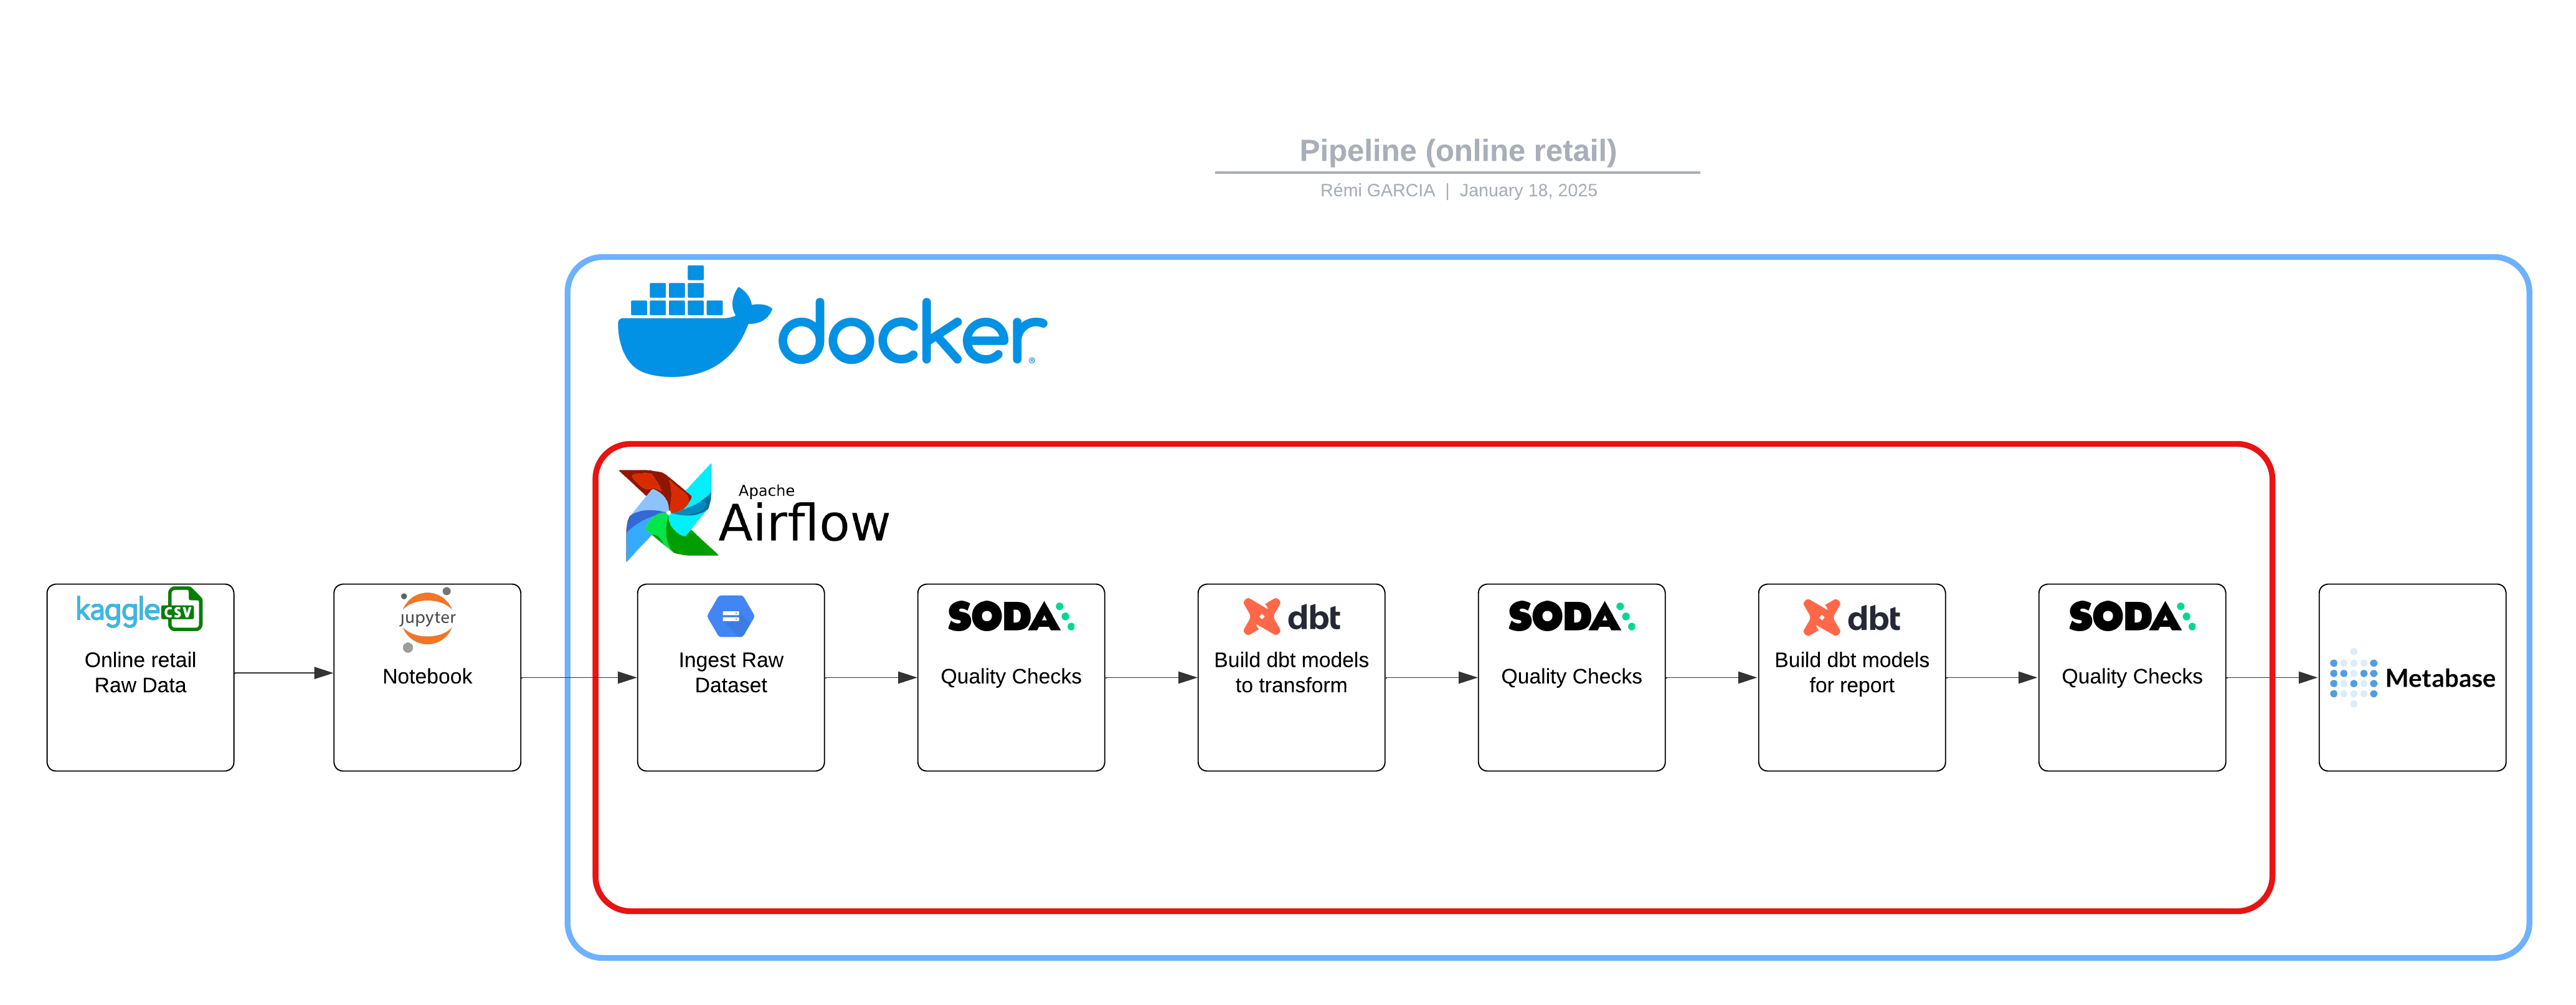 Pipeline (online retail)
Rémi GARCIA | January 18, 2025
docker®
Apache
Airflow
kaggle CSV
Online retail
Raw Data
jupyter
Notebook
Ingest Raw
Dataset
SODA
Quality Checks
dbt
Build dbt models
to transform
SODA
Quality Checks
dbt
Build dbt models
for report
SODA
Quality Checks
Metabase